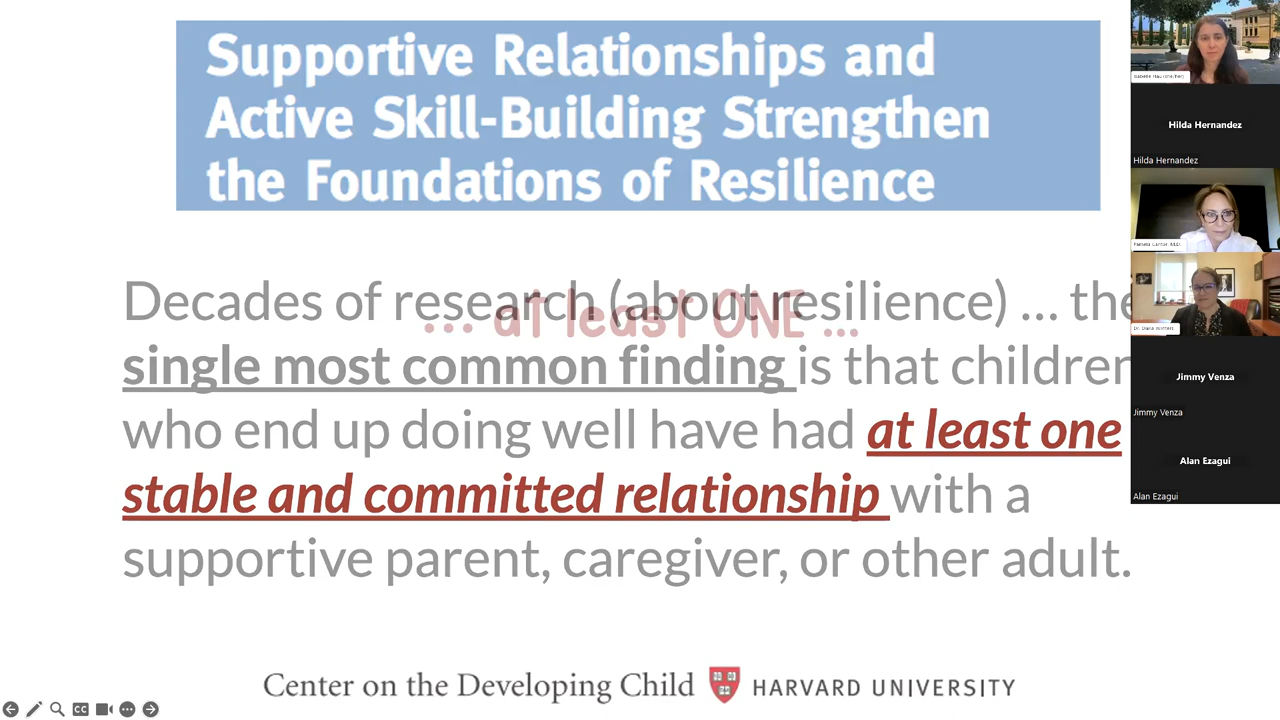 Supportive Relationships and
Active Skill-Building Strengthen
the Foundations of Resilience
Decades of research (about resilience) ... the
... at least ONE ...
single most common finding is that children
who end up doing well have had at least one
stable and committed relationship with a
supportive parent, caregiver, or other adult.
Center on the Developing Child HARVARD UNIVERSITY
CC
Hilda Hernandez
Hilda Hernandez
Jimmy Venza
Jimmy Venza
Alan Ezagui
Alan Ezagui